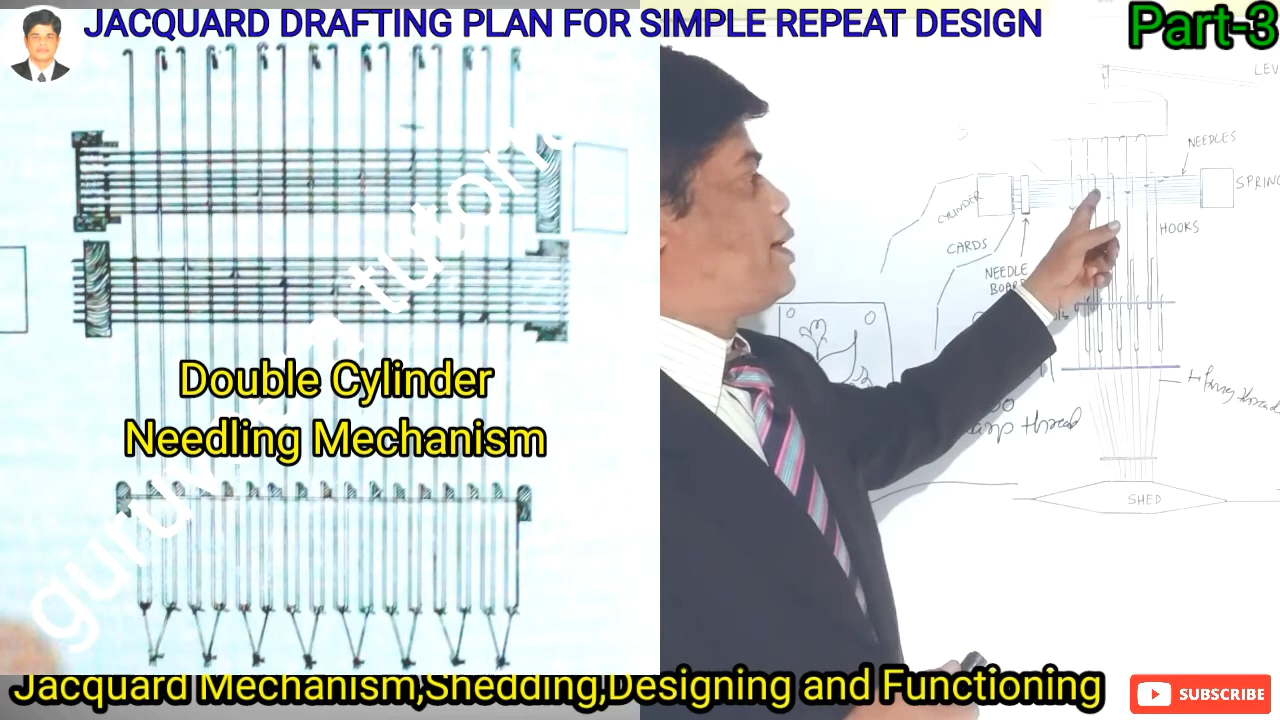 JACQUARD DRAFTING PLAN FOR SIMPLE REPEAT DESIGN
Part-3
NEEDLES
SPRING
CYLINDER
CARDS
HOOKS
NEEDLE
BOARD
Double Cylinder
Needling Mechanism
SHED
Jacquard Mechanism,Shedding,Designing and Functioning
SUBSCRIBE